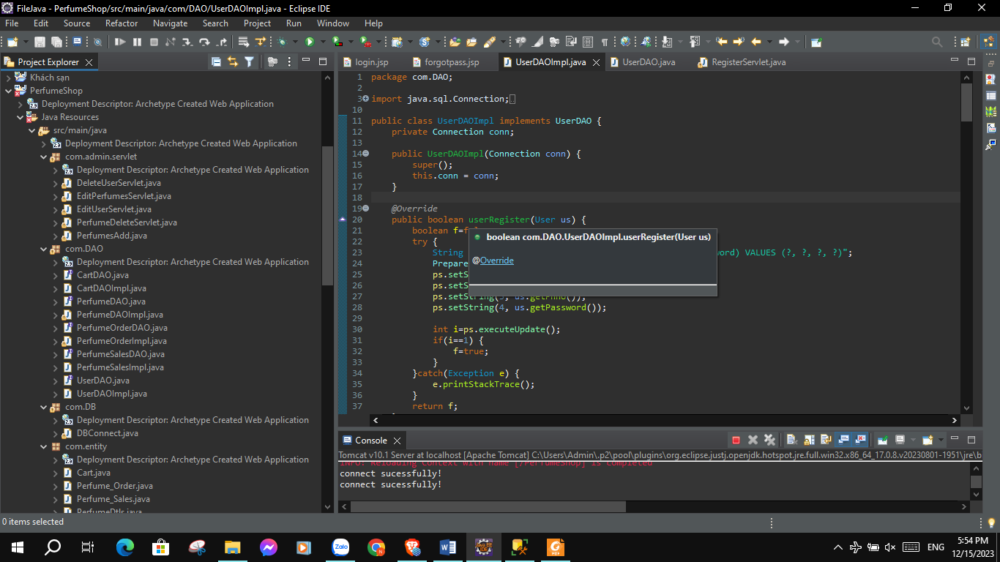 FileJava - PerfumeShop/src/main/java/com/DAO/UserDAOImpl.java - Eclipse IDE
File Edit Source Refactor Navigate Search Project Run Window Help
Project Explorer
Khách sạn
PerfumeShop
Deployment Descriptor: Archetype Created Web Application
Java Resources
src/main/java
Deployment Descriptor: Archetype Created Web Application
com.admin.servlet
Deployment Descriptor: Archetype Created Web Application
DeleteUserServlet.java
EditPerfumesServlet.java
EditUserServlet.java
PerfumeDeleteServlet.java
PerfumesAdd.java
com.DAO
Deployment Descriptor: Archetype Created Web Application
CartDAO.java
CartDAOImpl.java
PerfumeDAO.java
PerfumeDAOImpl.java
PerfumeOrderDAO.java
PerfumeOrderImpl.java
PerfumeSalesDAO.java
PerfumeSalesImpl.java
UserDAO.java
UserDAOImpl.java
com.DB
Deployment Descriptor: Archetype Created Web Application
DBConnect.java
com.entity
Deployment Descriptor: Archetype Created Web Application
Cart.java
Perfume_Order.java
Perfume_Sales.java
PerfumeDtls.java
login.jsp forgotpass.jsp UserDAOImpl.java UserDAO.java RegisterServlet.java
1 package com.DAO;
2
3 import java.sql.Connection;
10
11 public class UserDAOImpl implements UserDAO {
12 private Connection conn;
13
14 public UserDAOImpl(Connection conn) {
15 super();
16 this.conn = conn;
17 }
18
19 @Override
20 public boolean userRegister(User us) {
21 boolean f=
22 try {
23 String ord) VALUES (?, ?, ?, ?)";
24 Prepare
25 ps.setS
26 ps.setS
27 ps.setString(3, us.getPhno());
28 ps.setString(4, us.getPassword());
29
30 int i=ps.executeUpdate();
31 if(i==1) {
32 f=true;
33 }
34 }catch(Exception e) {
35 e.printStackTrace();
36 }
37 return f;
boolean com.DAO.UserDAOImpl.userRegister(User us)
@Override
Console
Tomcat v10.1 Server at localhost [Apache Tomcat] C:\Users\Admin\.p2\pool\plugins\org.eclipse.justj.openjdk.hotspot.jre.full.win32.x86_64_17.0.8.v20230801-1951\jre\b
INFO: Reloading Context with name [/PerfumeShop] is completed
connect sucessfully!
connect sucessfully!
0 items selected
Zalo
ENG
5:54 PM
12/15/2023